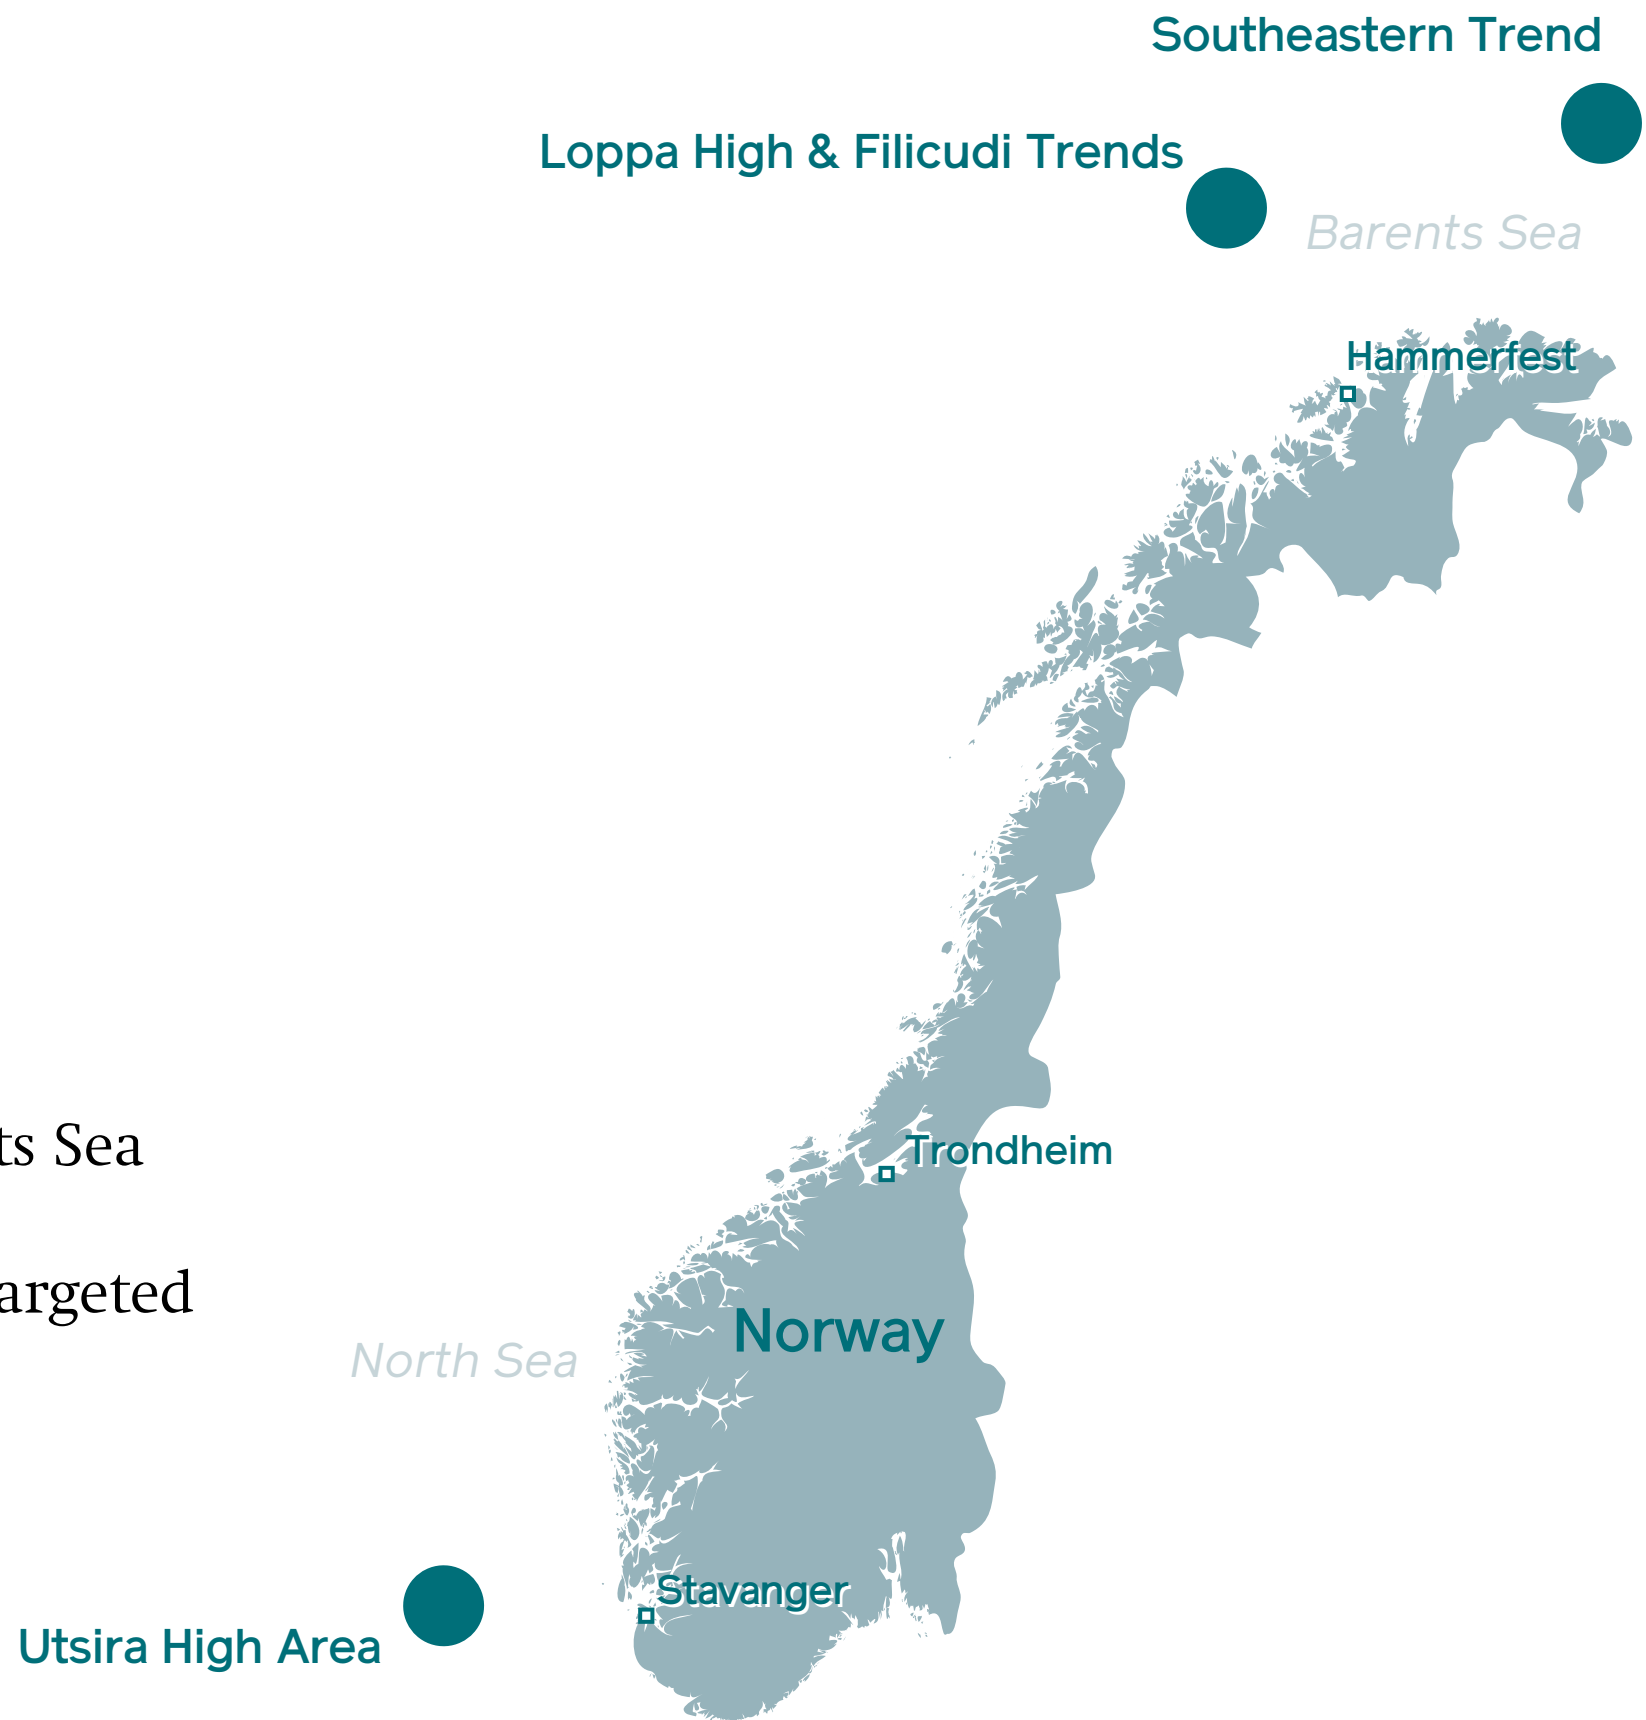 Southeastern Trend
Loppa High & Filicudi Trends
Barents Sea
Hammerfest
ts Sea
Trondheim
argeted
Norway
North Sea
Stavanger
Utsira High Area